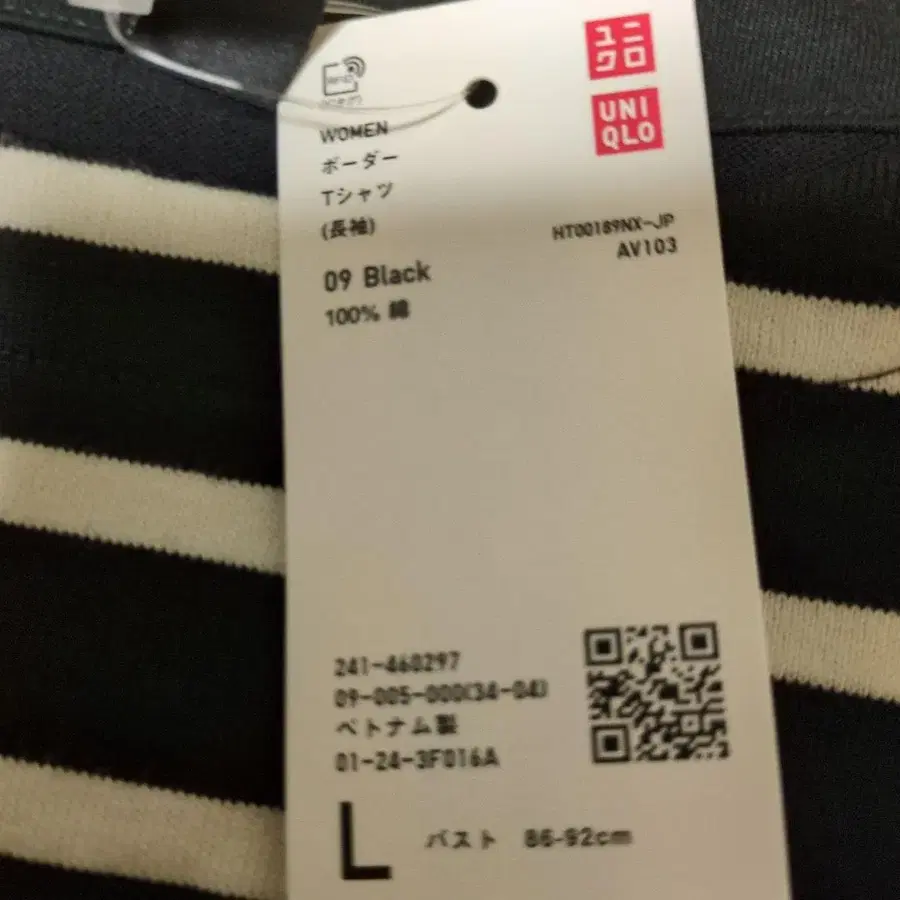 ユニ
クロ
UNI
QLO
RFID
WOMEN
ボーダー
Tシャツ
(長袖)
HT00189NX-JP
AV103
09 Black
100% 綿
241-460297
09-005-000(34-04)
ベトナム製
01-24-3F016A
L バスト 86-92cm